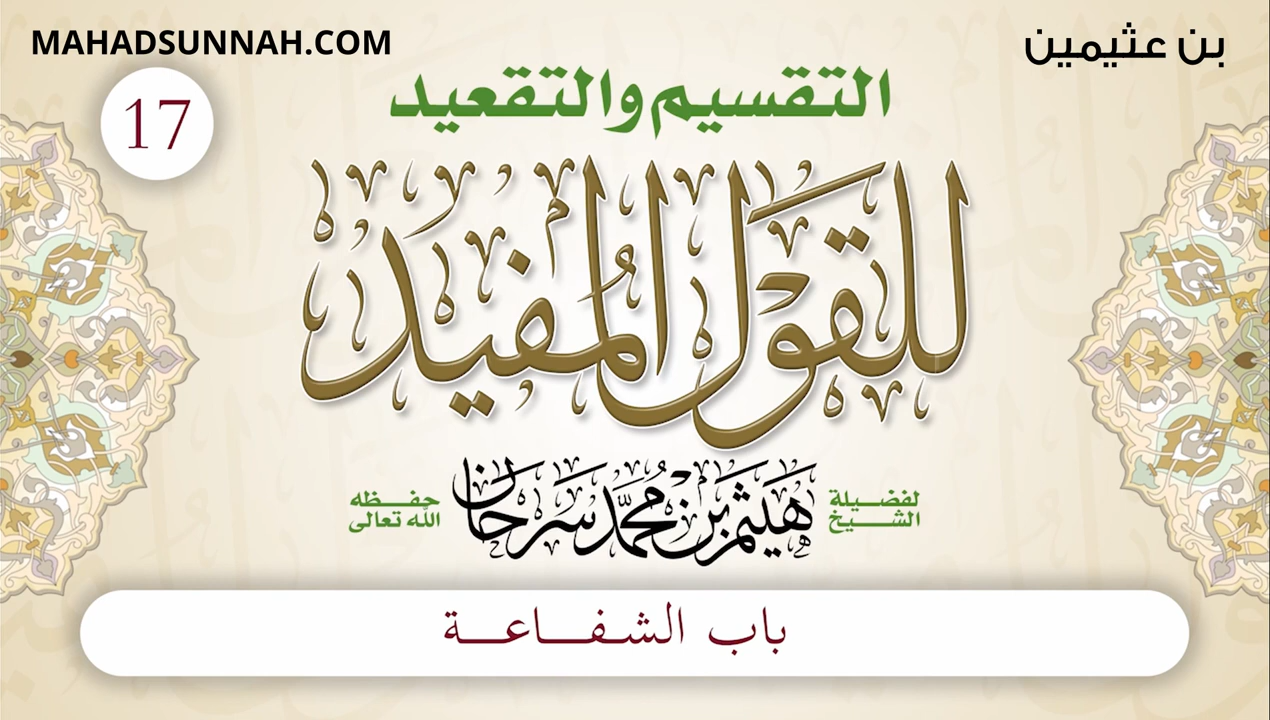 MAHADSUNNAH.COM
بن عثيمين
17
التقسيم والتقعيد
للقول المفيد
لفضيلة الشيخ
هيثم بن محمد سرحان
حفظه الله تعالى
باب الشفاعة